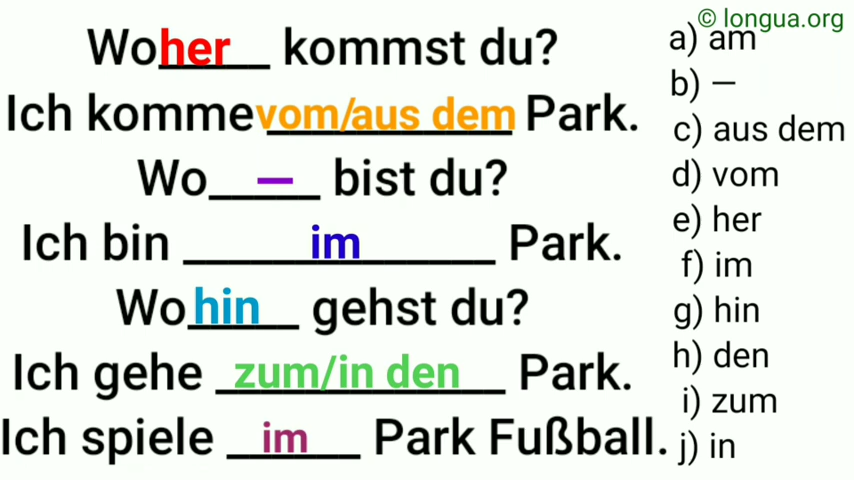 © longua.org
Woher kommst du?
Ich komme vom/aus dem Park.
Wo — bist du?
Ich bin im Park.
Wohin gehst du?
Ich gehe zum/in den Park.
Ich spiele im Park Fußball.
a) am
b) —
c) aus dem
d) vom
e) her
f) im
g) hin
h) den
i) zum
j) in